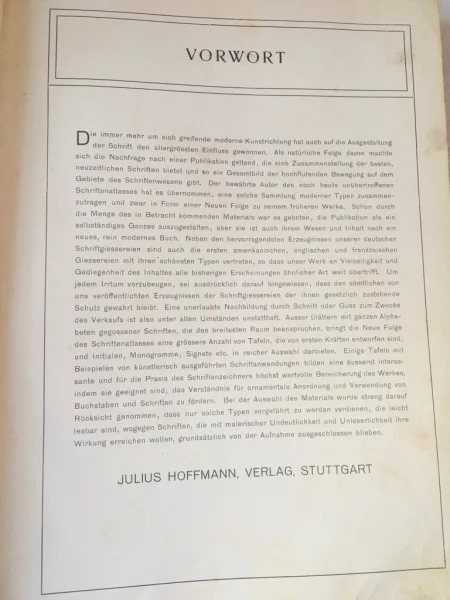 VORWORT
Die immer mehr um sich greifende moderne Kunstrichtung hat auch auf die Ausgestaltung
der Schrift den allergrössten Einfluss gewonnen. Als natürliche Folge davon machte
sich die Nachfrage nach einer Publikation geltend, die eine Zusammenstellung der besten,
neuzeitlichen Schriften bietet und so ein Gesamtbild der hochflutenden Bewegung auf dem
Gebiete des Schriftenwesens gibt. Der bewährte Autor des noch heute unübertroffenen
Schriftenatlasses hat es übernommen, eine solche Sammlung moderner Typen zusammen-
zutragen und zwar in Form einer Neuen Folge zu seinem früheren Werke. Schon durch
die Menge des in Betracht kommenden Materials war es geboten, die Publikation als ein
selbständiges Ganzes auszugestalten, aber sie ist auch ihrem Wesen und Inhalt nach ein
neues, rein modernes Buch. Neben den hervorragendsten Erzeugnissen unserer deutschen
Schriftgiessereien sind auch die ersten amerikanischen, englischen und französischen
Giessereien mit ihren schönsten Typen vertreten, so dass unser Werk an Vielseitigkeit und
Gediegenheit des Inhaltes alle bisherigen Erscheinungen ähnlicher Art weit übertrifft. Um
jedem Irrtum vorzubeugen, sei ausdrücklich darauf hingewiesen, dass den sämtlichen von
uns veröffentlichten Erzeugnissen der Schriftgiessereien der ihnen gesetzlich zustehende
Schutz gewahrt bleibt. Eine unerlaubte Nachbildung durch Schnitt oder Guss zum Zwecke
des Verkaufs ist also unter allen Umständen unstatthaft. Ausser Blättern mit ganzen Alpha-
beten gegossener Schriften, die den breitesten Raum beanspruchen, bringt die Neue Folge
des Schriftenatlasses eine grössere Anzahl von Tafeln, die von ersten Kräften entworfen sind,
und Initialen, Monogramme, Signete etc. in reicher Auswahl darbieten. Einige Tafeln mit
Beispielen von künstlerisch ausgeführten Schriftanwendungen bilden eine äusserst interes-
sante und für die Praxis des Schriftenzeichners höchst wertvolle Bereicherung des Werkes,
indem sie geeignet sind, das Verständnis für ornamentale Anordnung und Verwendung von
Buchstaben und Schriften zu fördern. Bei der Auswahl des Materials wurde streng darauf
Rücksicht genommen, dass nur solche Typen vorgeführt zu werden verdienen, die leicht
lesbar sind, wogegen Schriften, die mit malerischer Undeutlichkeit und Unleserlichkeit ihre
Wirkung erreichen wollen, grundsätzlich von der Aufnahme ausgeschlossen blieben.
JULIUS HOFFMANN, VERLAG, STUTTGART